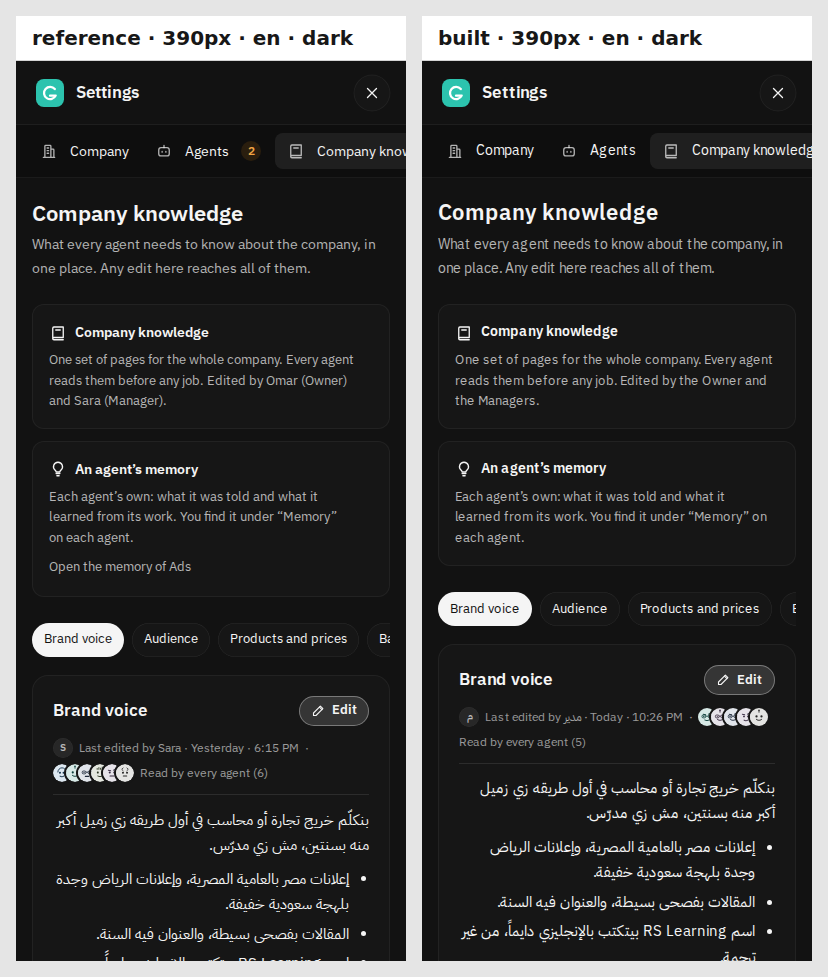 reference · 390px · en · dark
Settings
Company
Agents
2
Company know
Company knowledge
What every agent needs to know about the company, in
one place. Any edit here reaches all of them.
Company knowledge
One set of pages for the whole company. Every agent
reads them before any job. Edited by Omar (Owner)
and Sara (Manager).
An agent’s memory
Each agent’s own: what it was told and what it
learned from its work. You find it under “Memory”
on each agent.
Open the memory of Ads
Brand voice
Audience
Products and prices
Ba
Brand voice
Edit
S Last edited by Sara · Yesterday · 6:15 PM ·
Read by every agent (6)
بنكلّم خريج تجارة أو محاسب في أول طريقه زي زميل أكبر
منه بسنتين، مش زي مدرّس.
• إعلانات مصر بالعامية المصرية، وإعلانات الرياض وجدة
بلهجة سعودية خفيفة.
• المقالات بفصحى بسيطة، والعنوان فيه السنة.
built · 390px · en · dark
Settings
Company
Agents
Company knowledg
Company knowledge
What every agent needs to know about the company, in
one place. Any edit here reaches all of them.
Company knowledge
One set of pages for the whole company. Every agent
reads them before any job. Edited by the Owner and
the Managers.
An agent’s memory
Each agent’s own: what it was told and what it
learned from its work. You find it under “Memory” on
each agent.
Brand voice
Audience
Products and prices
Brand voice
Edit
م Last edited by مدير · Today · 10:26 PM ·
Read by every agent (5)
بنكلّم خريج تجارة أو محاسب في أول طريقه زي زميل
أكبر منه بسنتين، مش زي مدرّس.
• إعلانات مصر بالعامية المصرية، وإعلانات الرياض
وجدة بلهجة سعودية خفيفة.
• المقالات بفصحى بسيطة، والعنوان فيه السنة.
• اسم RS Learning بيتكتب بالإنجليزي دايماً، من غير
ترجمة.